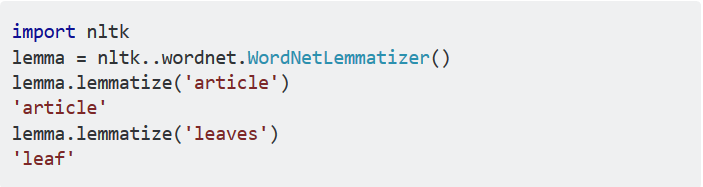 import nltk
lemma = nltk..wordnet.WordNetLemmatizer()
lemma.lemmatize('article')
'article'
lemma.lemmatize('leaves')
'leaf'